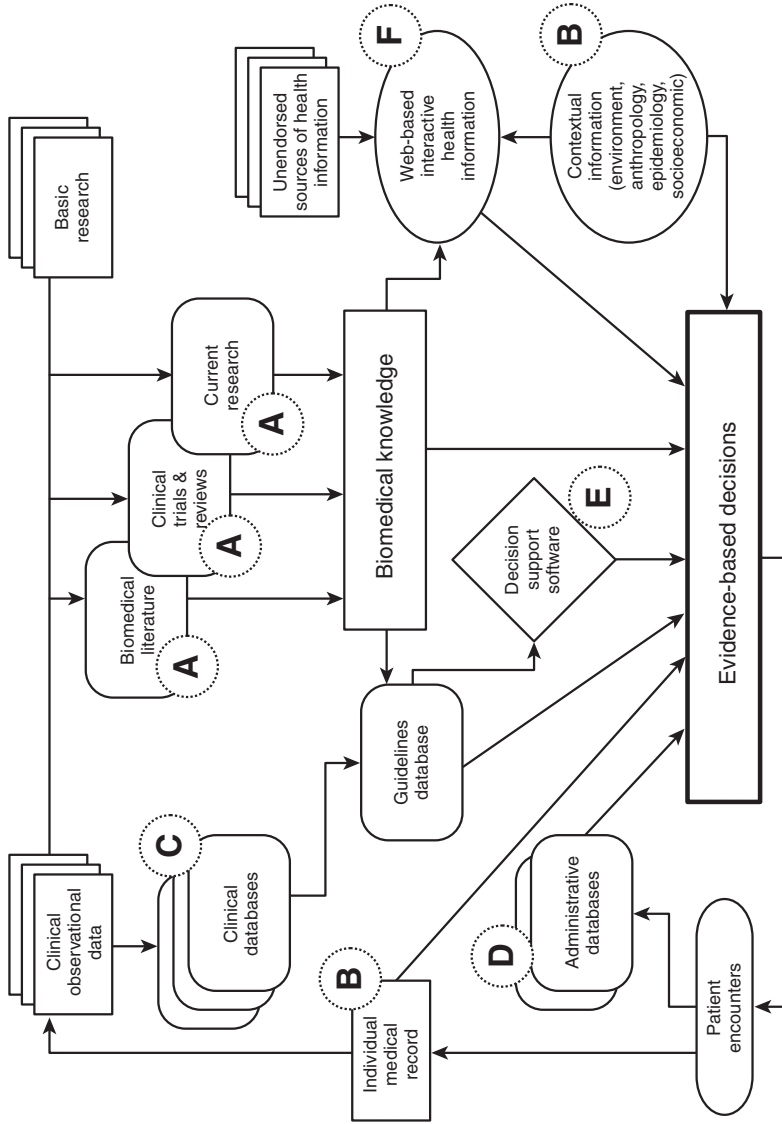 Clinical
observational
data
Basic
research
C
Clinical
databases
Biomedical
literature
A
Clinical
trials &
reviews
A
Current
research
A
Unendorsed
sources of health
information
B
Individual
medical
record
Guidelines
database
Biomedical knowledge
Web-based
interactive
health
information
F
D
Administrative
databases
Decision
support
software
E
Contextual
information
(environment,
anthropology,
epidemiology,
socioeconomic)
B
Patient
encounters
Evidence-based decisions